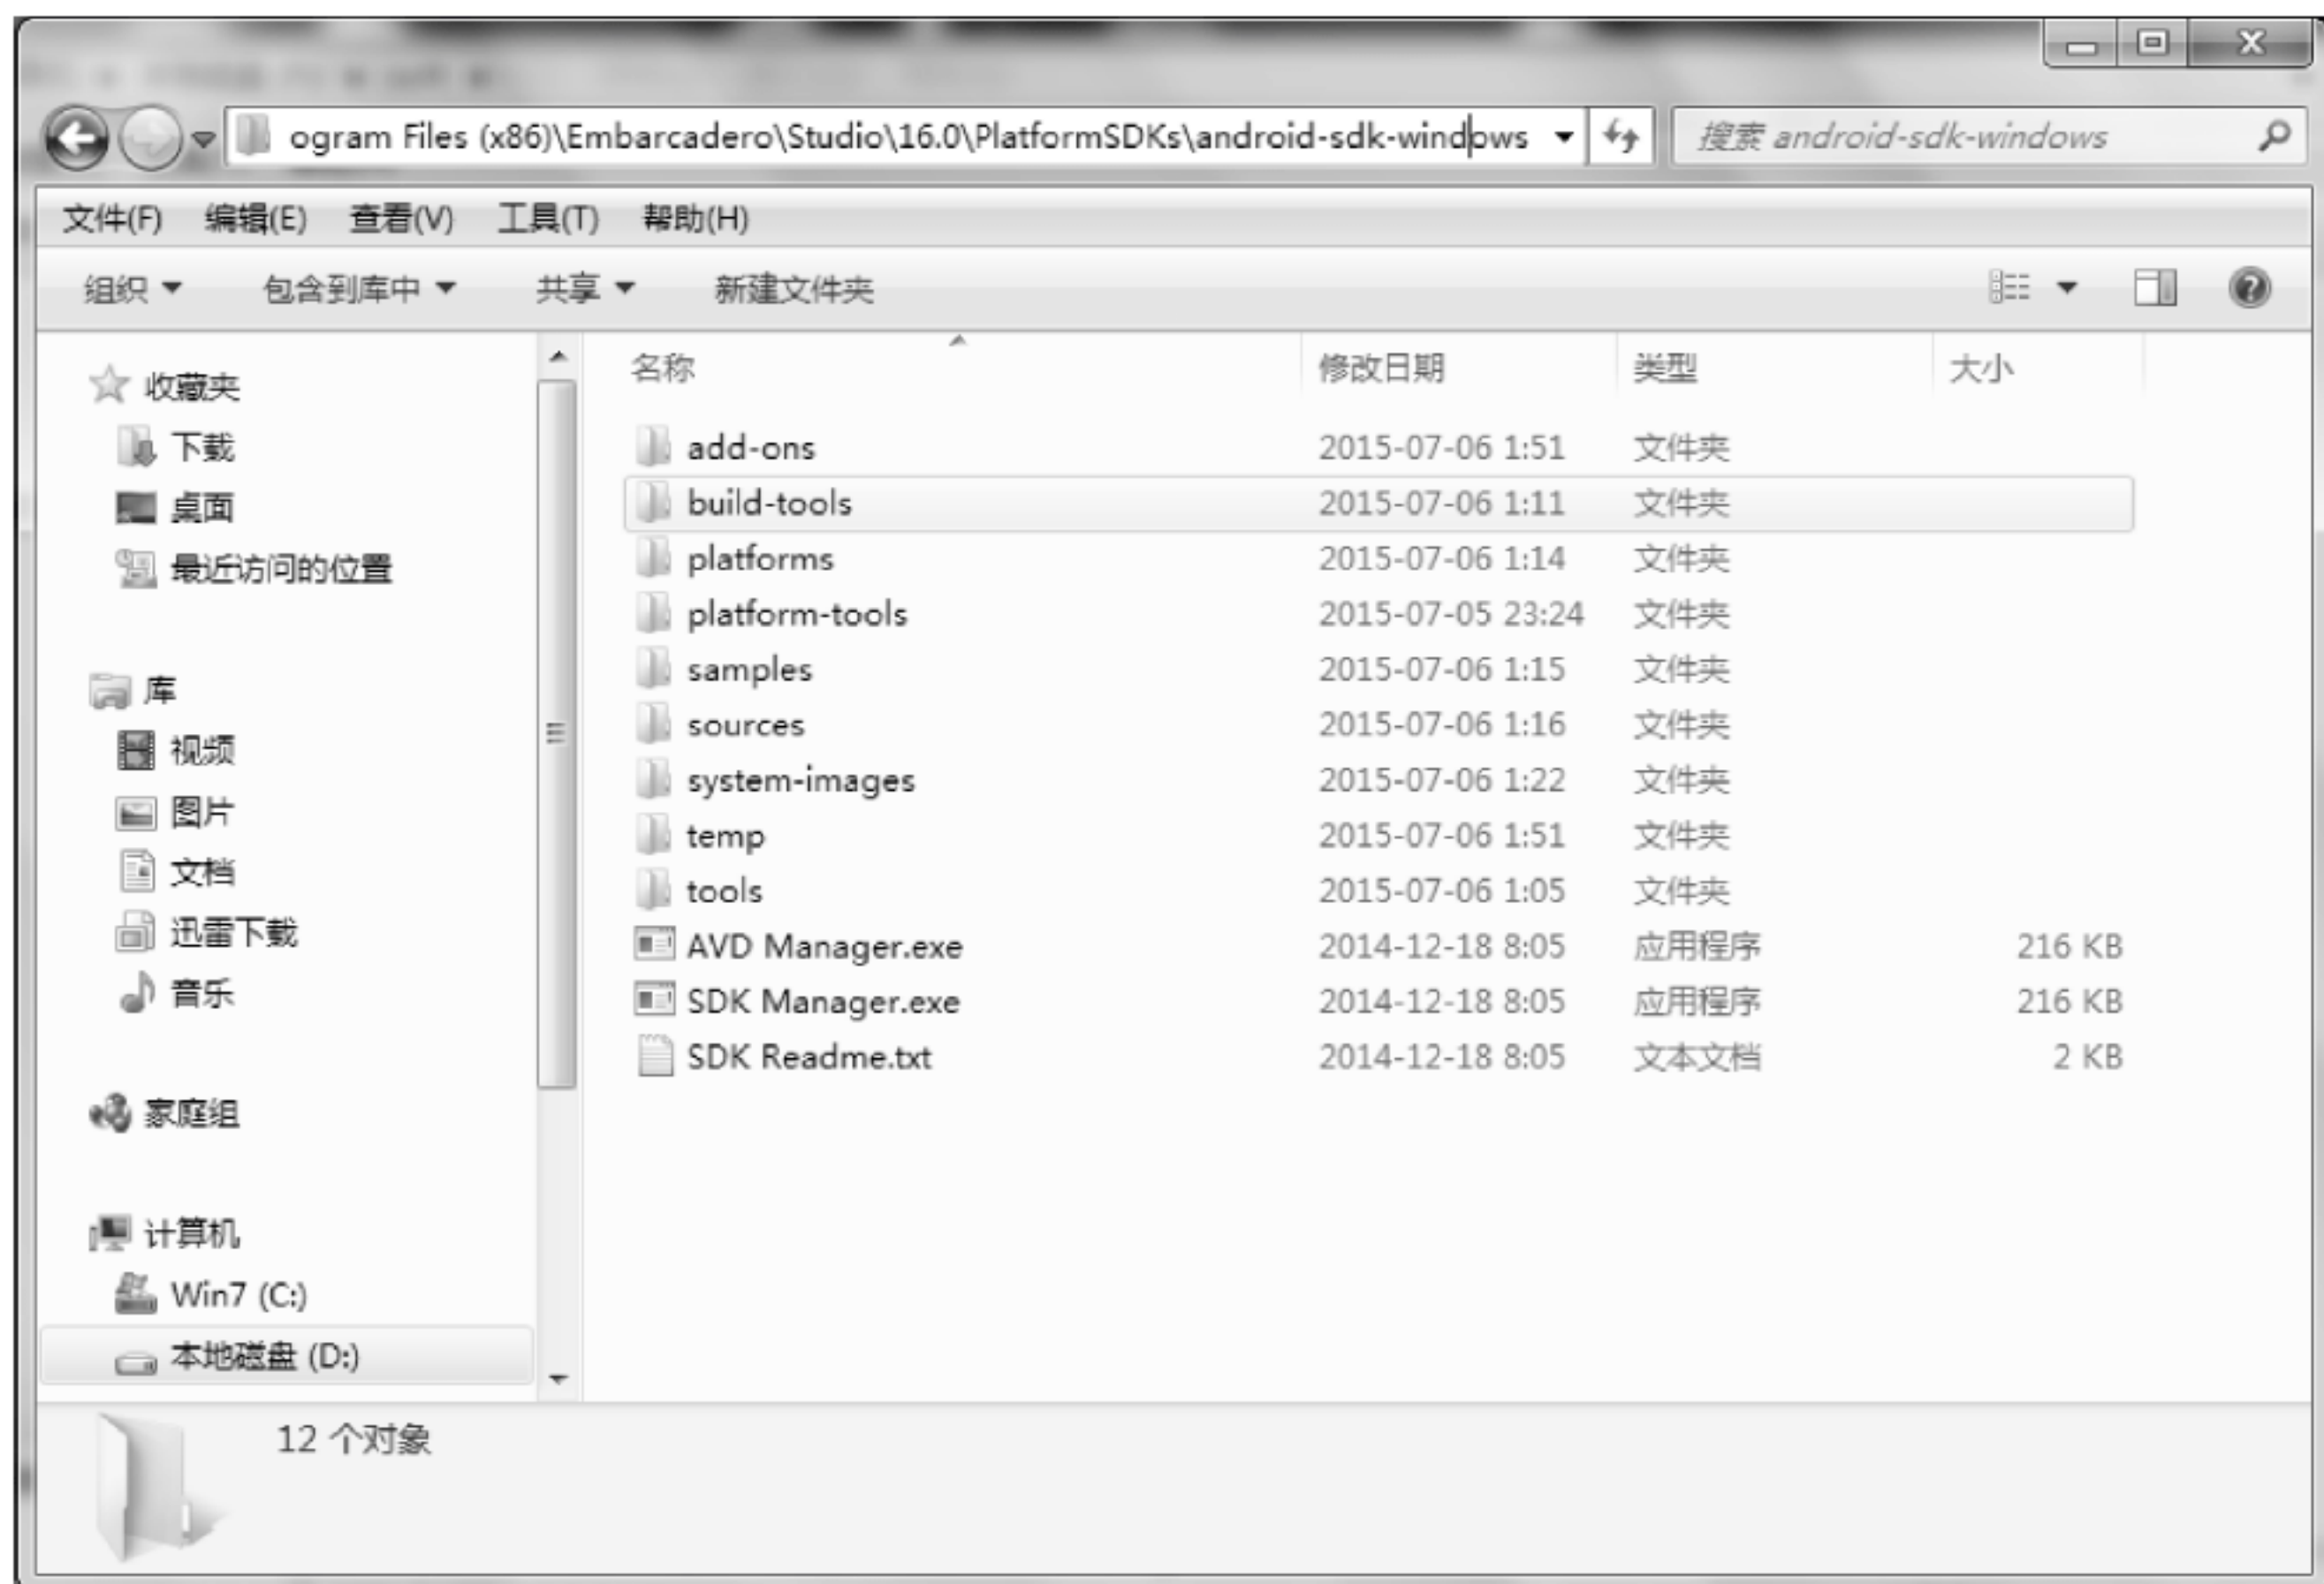 ogram Files (x86)\Embarcadero\Studio\16.0\PlatformSDKs\android-sdk-windows 搜索 android-sdk-windows
文件(F) 编辑(E) 查看(V) 工具(T) 帮助(H)
组织 包含到库中 共享 新建文件夹
收藏夹
下载
桌面
最近访问的位置
库
视频
图片
文档
迅雷下载
音乐
家庭组
计算机
Win7 (C:)
本地磁盘 (D:)
名称 修改日期 类型 大小
add-ons 2015-07-06 1:51 文件夹
build-tools 2015-07-06 1:11 文件夹
platforms 2015-07-06 1:14 文件夹
platform-tools 2015-07-05 23:24 文件夹
samples 2015-07-06 1:15 文件夹
sources 2015-07-06 1:16 文件夹
system-images 2015-07-06 1:22 文件夹
temp 2015-07-06 1:51 文件夹
tools 2015-07-06 1:05 文件夹
AVD Manager.exe 2014-12-18 8:05 应用程序 216 KB
SDK Manager.exe 2014-12-18 8:05 应用程序 216 KB
SDK Readme.txt 2014-12-18 8:05 文本文档 2 KB
12 个对象